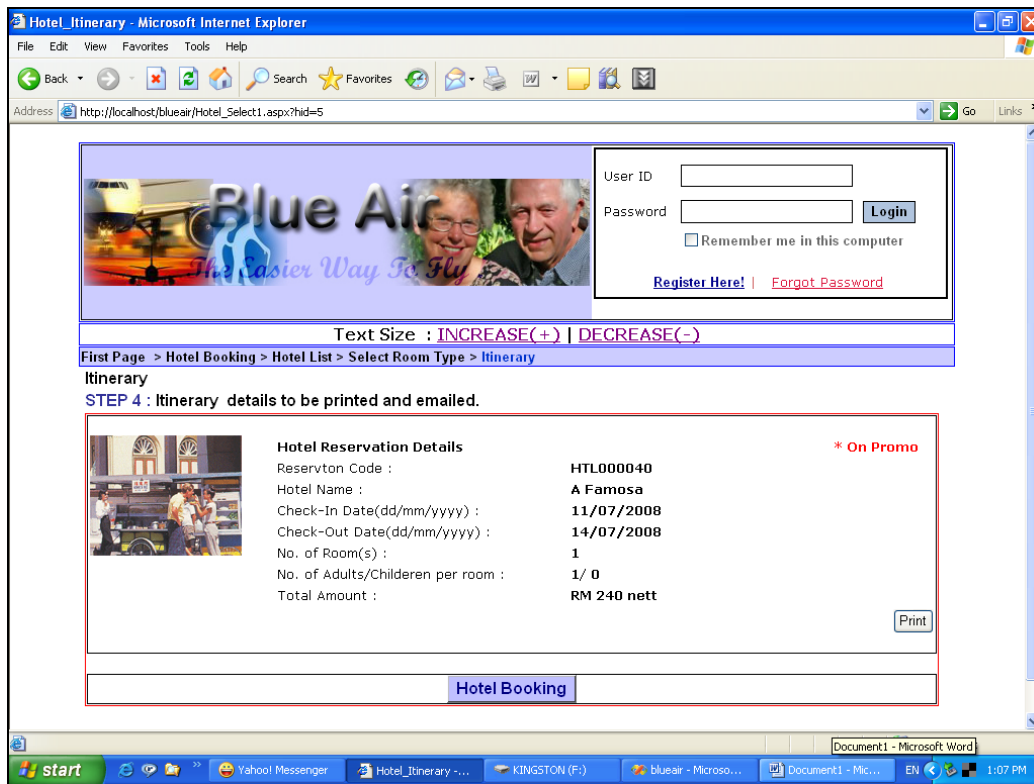 Hotel_Itinerary - Microsoft Internet Explorer
File Edit View Favorites Tools Help
Back Search Favorites
Address http://localhost/blueair/Hotel_Select1.aspx?hid=5 Go Links
Blue Air
The Easier Way To Fly
User ID
Password Login
Remember me in this computer
Register Here! | Forgot Password
Text Size : INCREASE(+) | DECREASE(-)
First Page > Hotel Booking > Hotel List > Select Room Type > Itinerary
Itinerary
STEP 4 : Itinerary details to be printed and emailed.
Hotel Reservation Details * On Promo
Reservton Code : HTL000040
Hotel Name : A Famosa
Check-In Date(dd/mm/yyyy) : 11/07/2008
Check-Out Date(dd/mm/yyyy) : 14/07/2008
No. of Room(s) : 1
No. of Adults/Childeren per room : 1/ 0
Total Amount : RM 240 nett
Print
Hotel Booking
Document1 - Microsoft Word
start Yahoo! Messenger Hotel_Itinerary -... KINGSTON (F:) blueair - Microso... Document1 - Mic... EN 1:07 PM